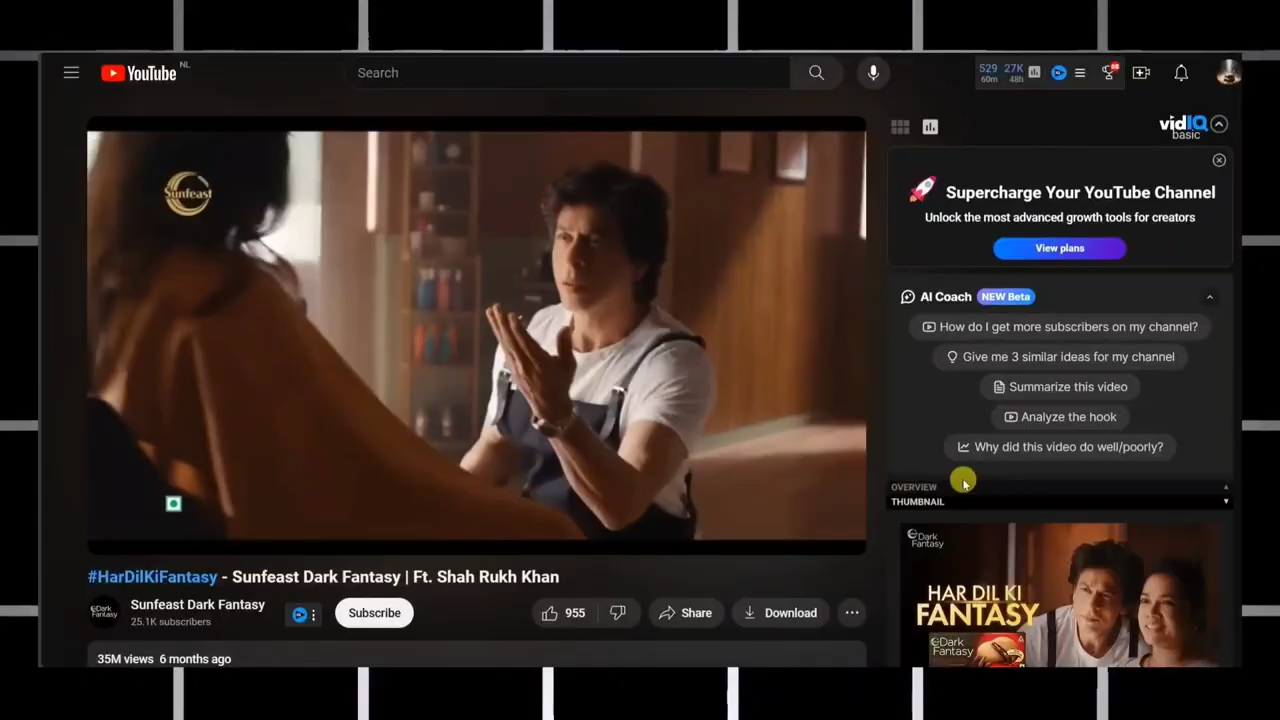 YouTube
NL
Search
529
60m
27K
48h
68
vidIQ
basic
Supercharge Your YouTube Channel
Unlock the most advanced growth tools for creators
View plans
AI Coach
NEW Beta
How do I get more subscribers on my channel?
Give me 3 similar ideas for my channel
Summarize this video
Analyze the hook
Why did this video do well/poorly?
OVERVIEW
THUMBNAIL
Sunfeast
Dark
Fantasy
HAR DIL KI
FANTASY
Dark
Fantasy
#HarDilKiFantasy - Sunfeast Dark Fantasy | Ft. Shah Rukh Khan
Dark
Fantasy
Sunfeast Dark Fantasy
25.1K subscribers
Subscribe
955
Share
Download
35M views 6 months ago